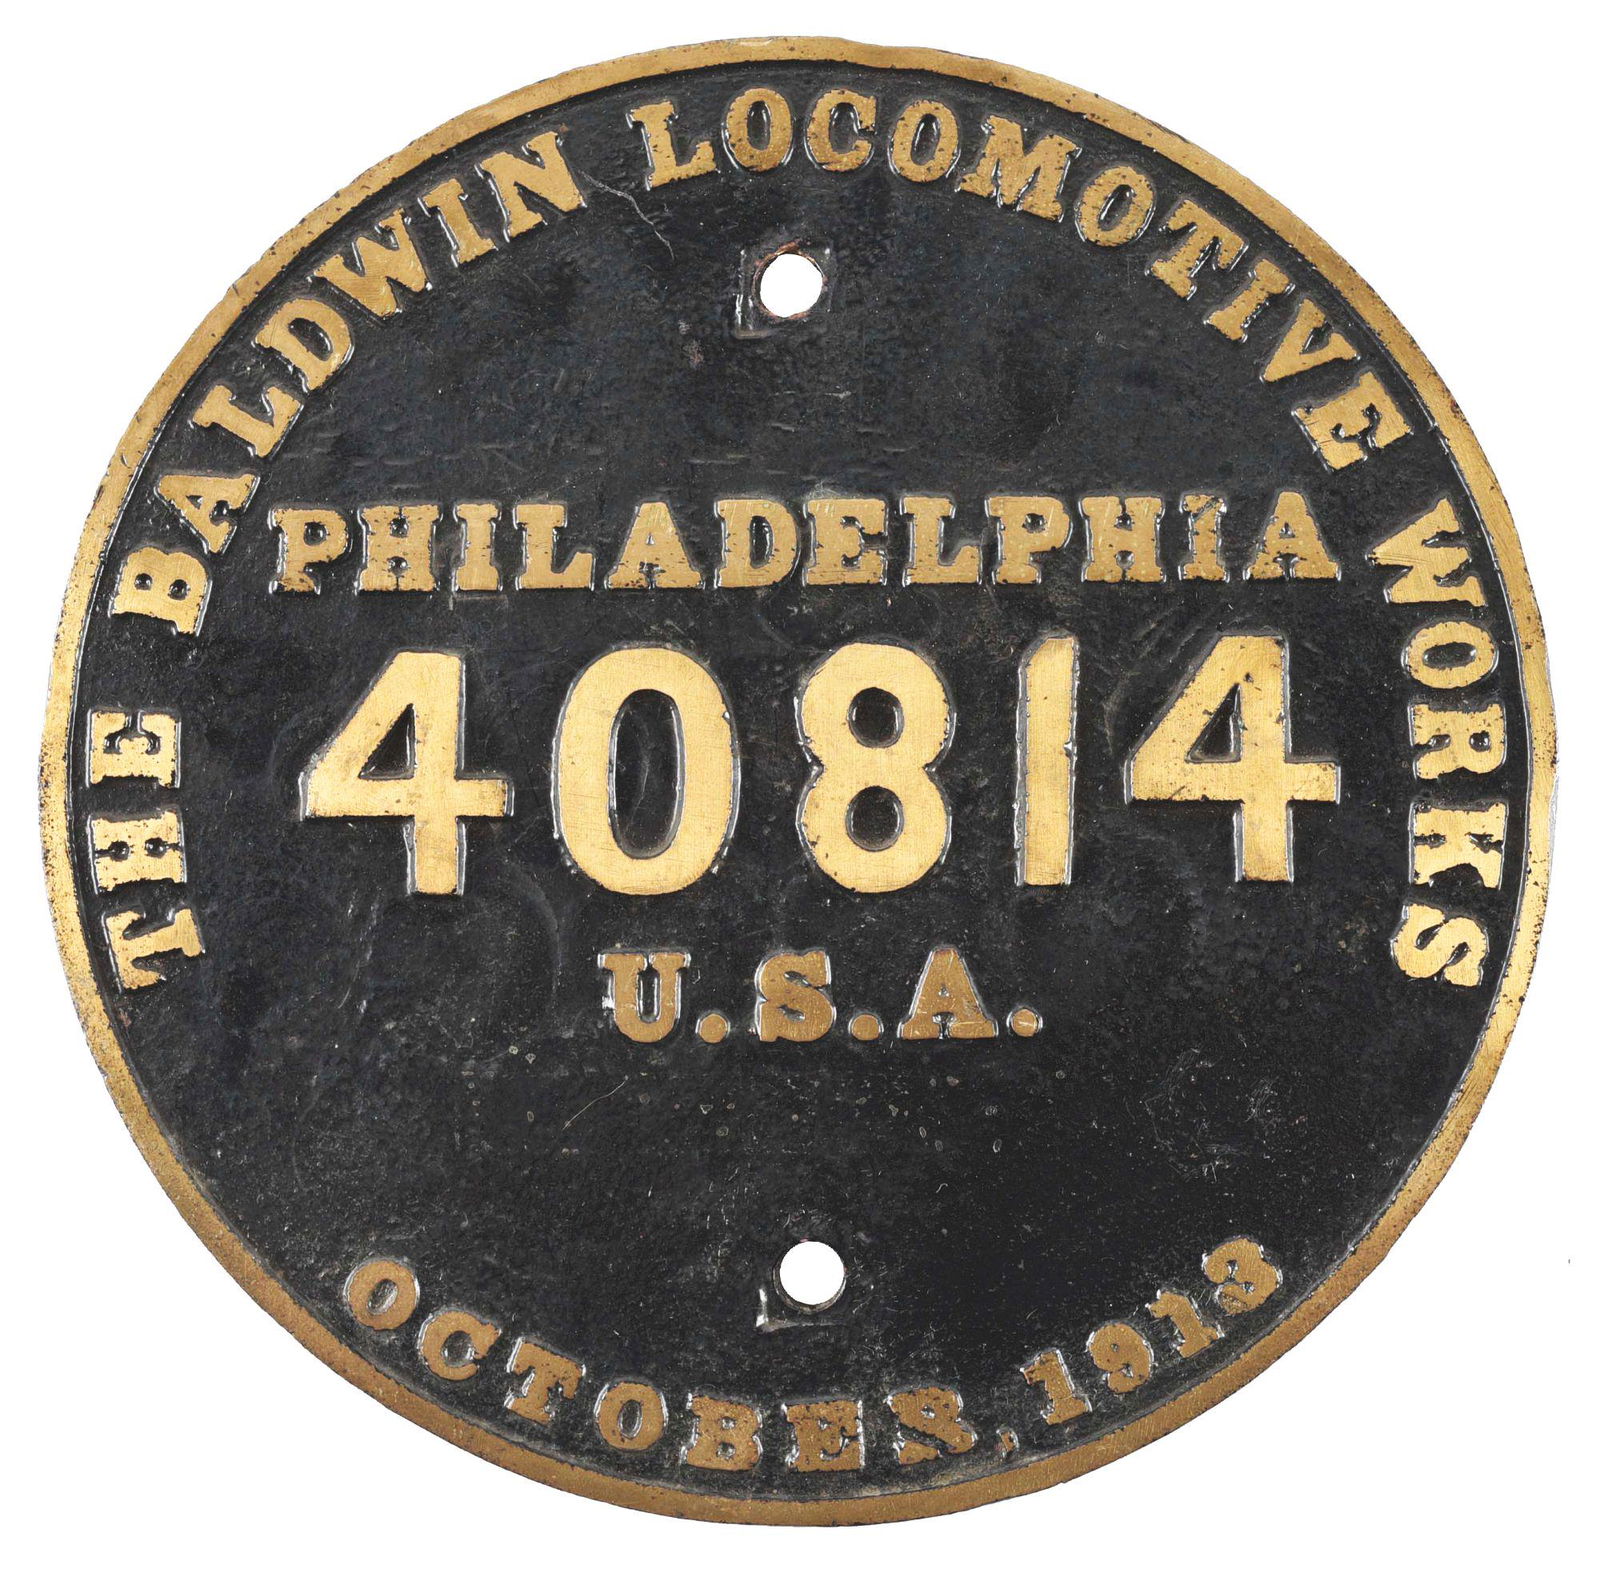 THE BALDWIN LOCOMOTIVE WORKS
PHILADELPHIA
40814
U.S.A.
OCTOBER, 1913